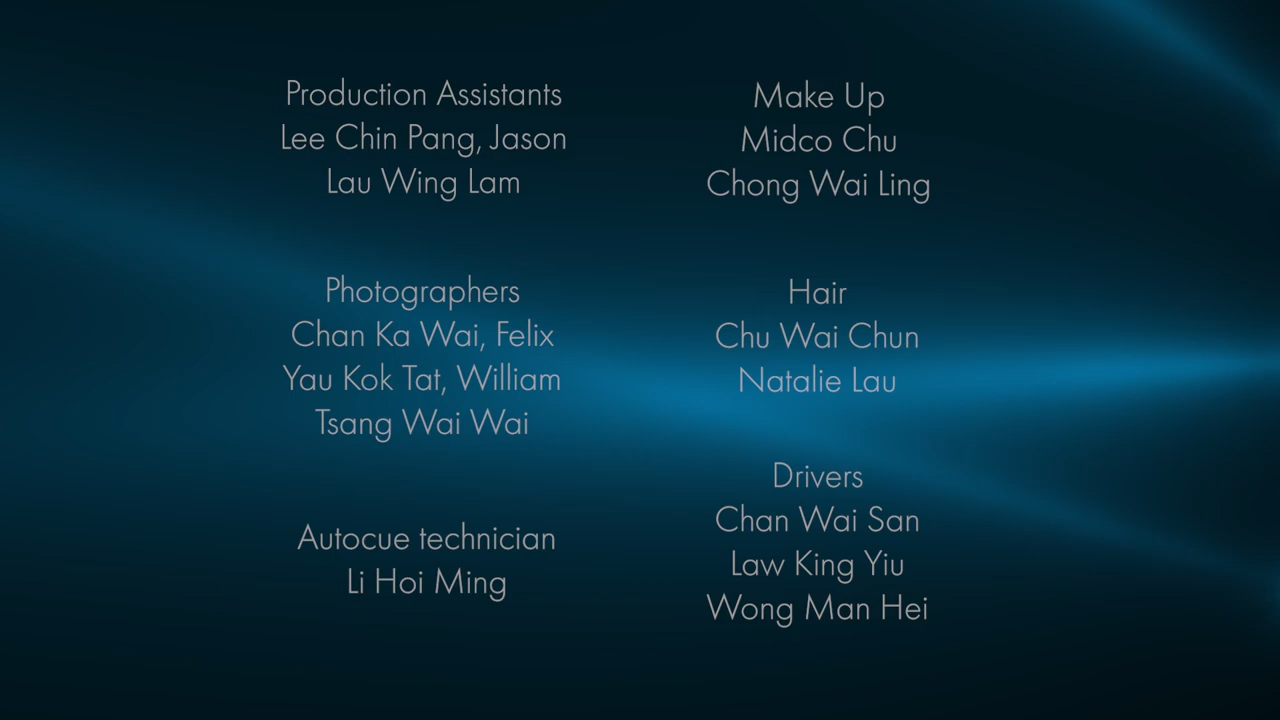 Production Assistants
Lee Chin Pang, Jason
Lau Wing Lam
Photographers
Chan Ka Wai, Felix
Yau Kok Tat, William
Tsang Wai Wai
Autocue technician
Li Hoi Ming
Make Up
Midco Chu
Chong Wai Ling
Hair
Chu Wai Chun
Natalie Lau
Drivers
Chan Wai San
Law King Yiu
Wong Man Hei